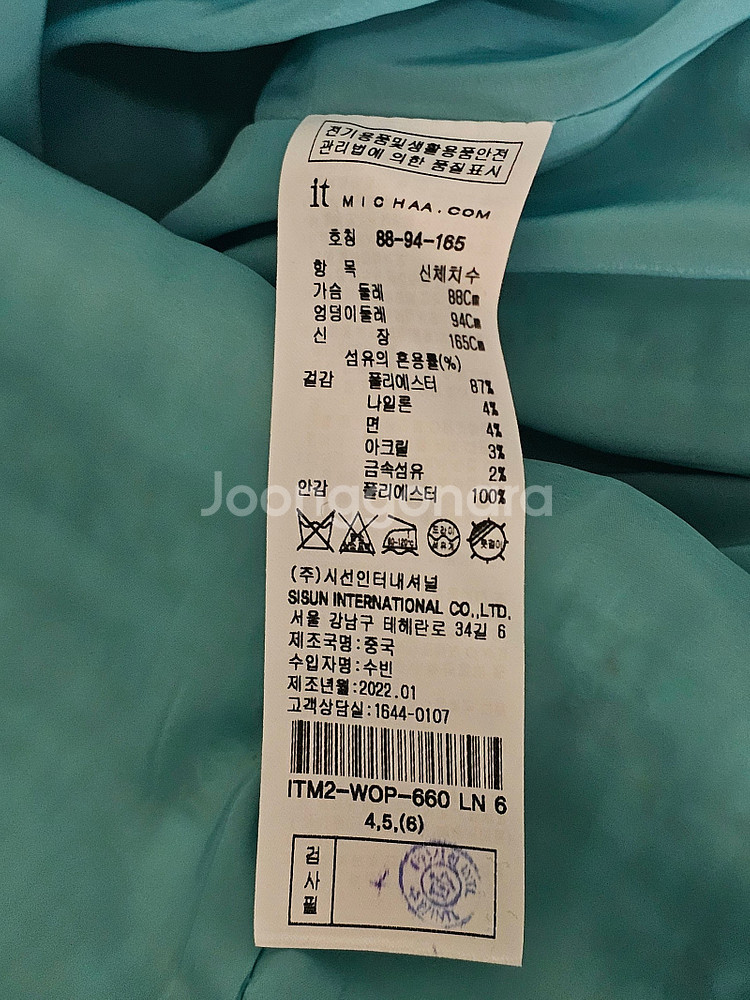 전기용품및생활용품안전
관리법에 의한 품질표시
it MICHAA.COM
호칭 88-94-165
항 목 신체치수
가슴 둘레 88Cm
엉덩이둘레 94Cm
신 장 165Cm
섬유의 혼용률(%)
겉감 폴리에스터 87%
나일론 4%
면 4%
아크릴 3%
금속섬유 2%
안감 폴리에스터 100%
Joonggonara
80~120℃ 드라이
(주)시선인터내셔널
SISUN INTERNATIONAL CO.,LTD.
서울 강남구 테헤란로 34길 6
제조국명:중국
수입자명:수빈
제조년월:2022.01
고객상담실:1644-0107
ITM2-WOP-660 LN 6
4,5,(6)
검사필